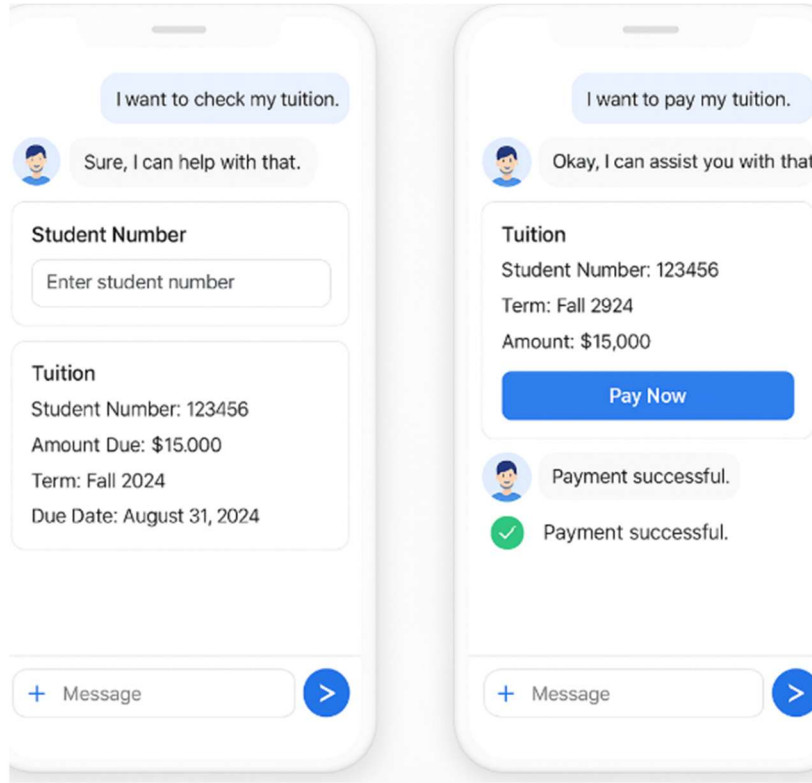 I want to check my tuition.
Sure, I can help with that.
Student Number
Enter student number
Tuition
Student Number: 123456
Amount Due: $15.000
Term: Fall 2024
Due Date: August 31, 2024
+ Message
I want to pay my tuition.
Okay, I can assist you with that
Tuition
Student Number: 123456
Term: Fall 2924
Amount: $15,000
Pay Now
Payment successful.
Payment successful.
+ Message